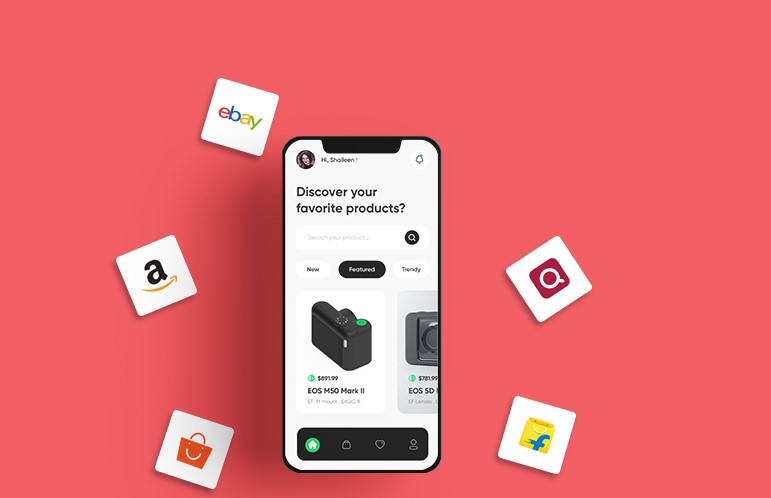 ebay
Hi, Shalleen !
Discover your
favorite products?
Search your product...
New
Featured
Trendy
a
$891.99
$781.99
EOS M50 Mark II
EOS 5D
EF- M mount . DIGIC 8
EF Lenses